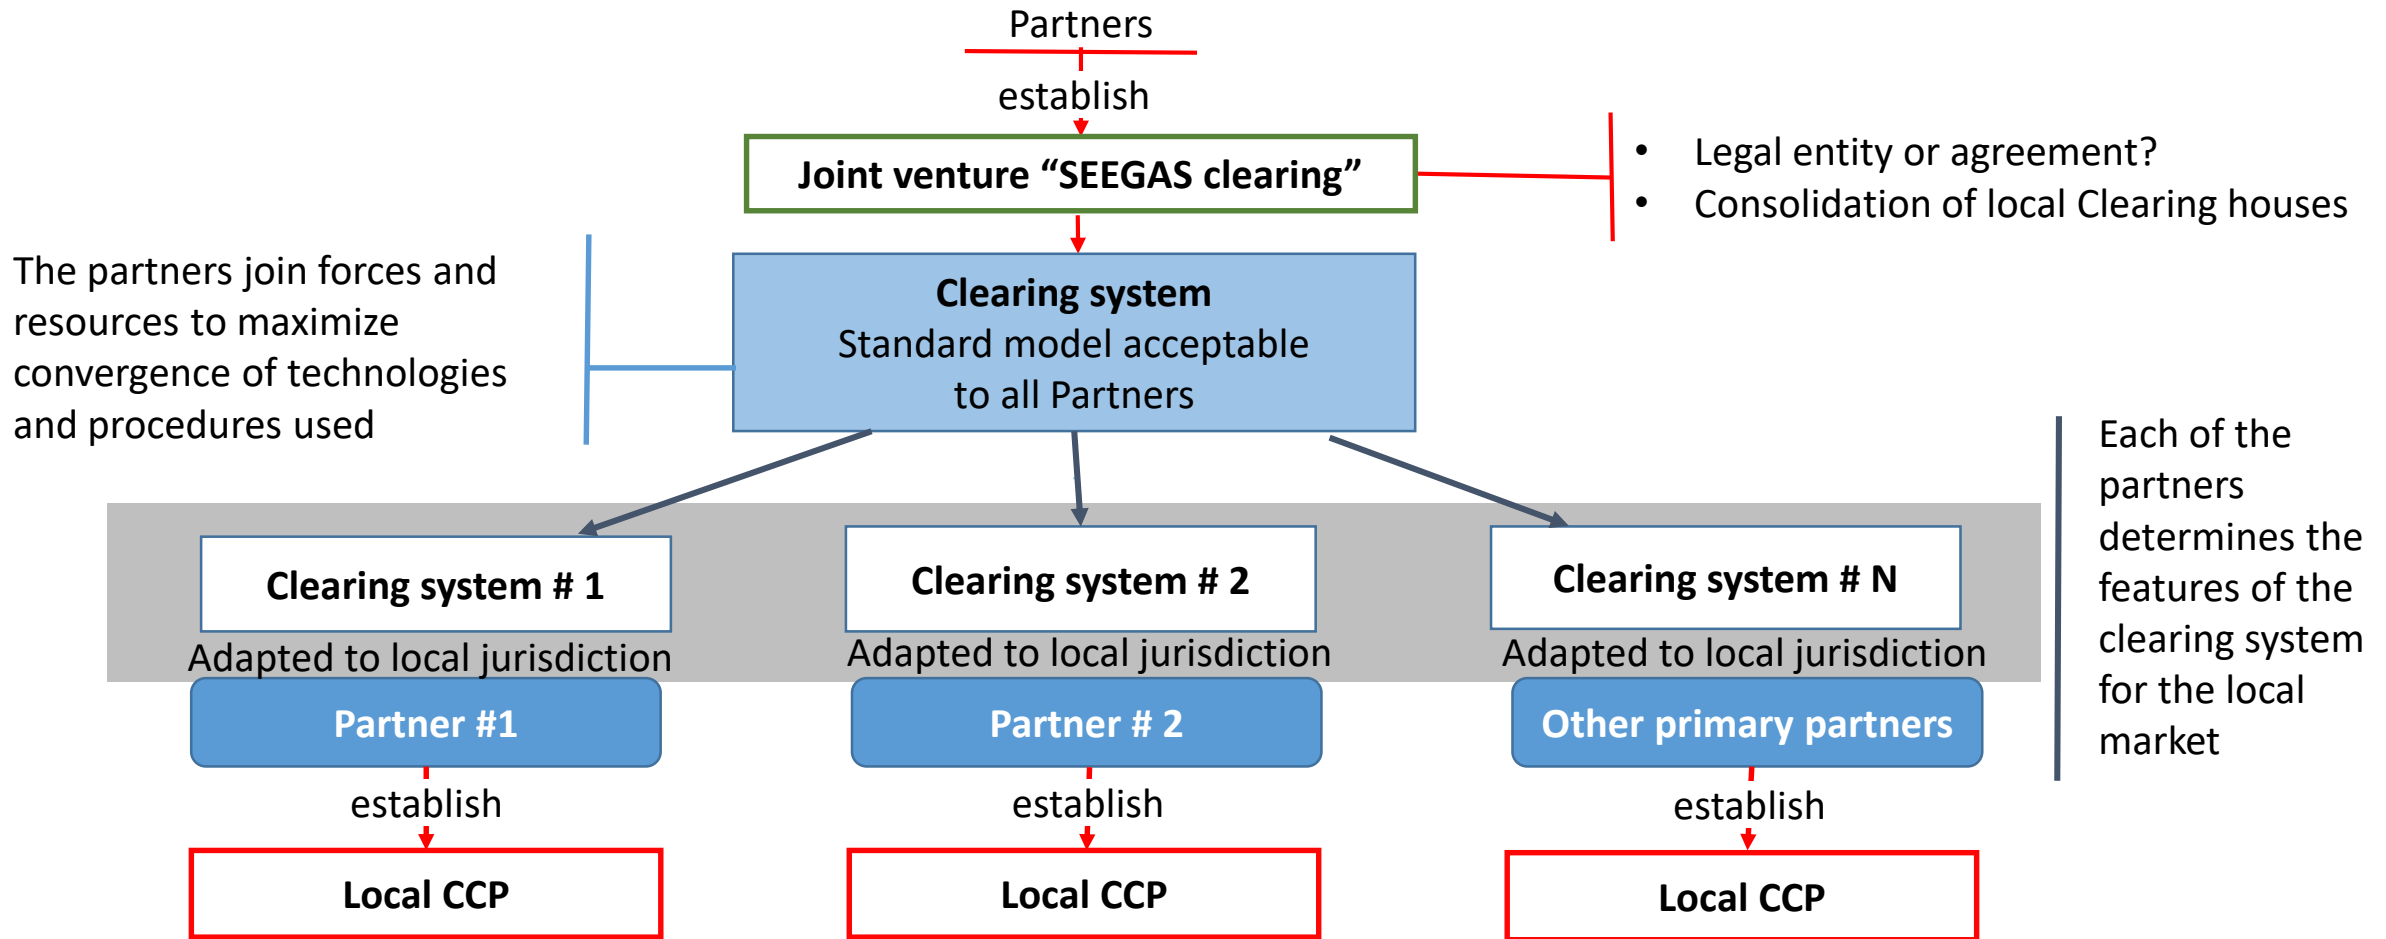 Partners
establish
Joint venture “SEEGAS clearing”
• Legal entity or agreement?
• Consolidation of local Clearing houses
The partners join forces and
resources to maximize
convergence of technologies
and procedures used
Clearing system
Standard model acceptable
to all Partners
Each of the
partners
determines the
features of the
clearing system
for the local
market
Clearing system # 1
Adapted to local jurisdiction
Partner #1
establish
Local CCP
Clearing system # 2
Adapted to local jurisdiction
Partner # 2
establish
Local CCP
Clearing system # N
Adapted to local jurisdiction
Other primary partners
establish
Local CCP